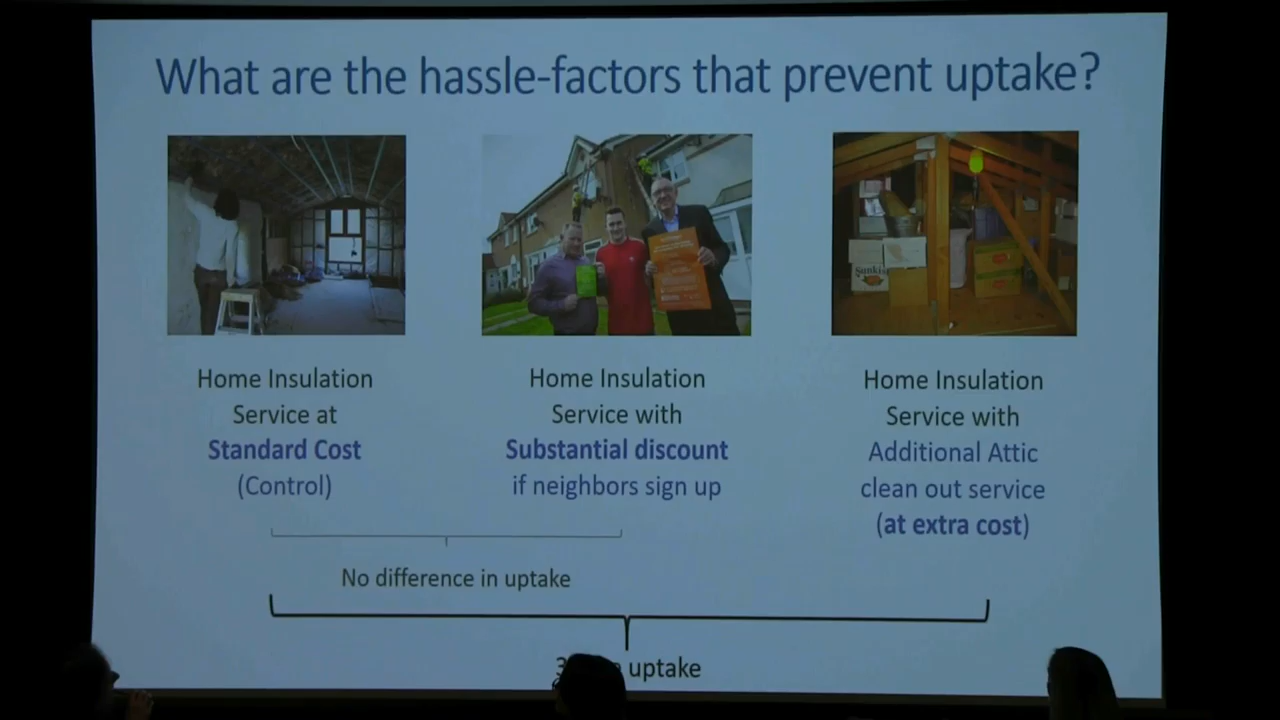 What are the hassle-factors that prevent uptake?
Sunkist
Home Insulation
Service at
Standard Cost
(Control)
Home Insulation
Service with
Substantial discount
if neighbors sign up
Home Insulation
Service with
Additional Attic
clean out service
(at extra cost)
No difference in uptake
uptake